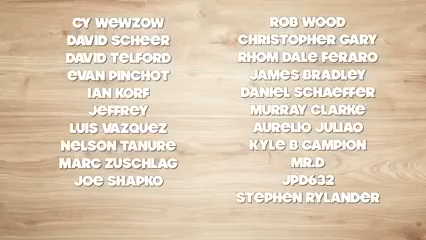 CY WEWZOW
DAVID SCHEER
DAVID TELFORD
EVAN PINCHOT
IAN KORF
JEFFREY
LUIS VAZQUEZ
NELSON TANURE
MARC ZUSCHLAG
JOE SHAPKO
ROB WOOD
CHRISTOPHER GARY
RHOM DALE FERARO
JAMES BRADLEY
DANIEL SCHAEFFER
MURRAY CLARKE
AURELIO JULIAO
KYLE B CAMPION
MR.D
JPD632
STEPHEN RYLANDER